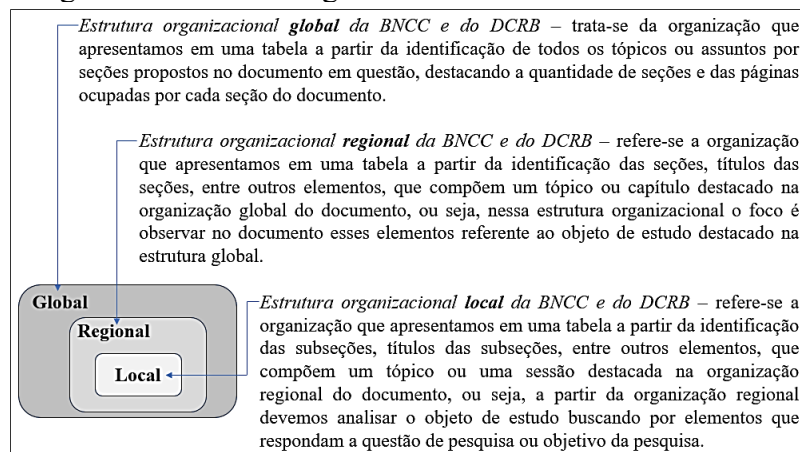 Estrutura organizacional global da BNCC e do DCRB – trata-se da organização que
apresentamos em uma tabela a partir da identificação de todos os tópicos ou assuntos por
seções propostos no documento em questão, destacando a quantidade de seções e das páginas
ocupadas por cada seção do documento.
Estrutura organizacional regional da BNCC e do DCRB – refere-se a organização
que apresentamos em uma tabela a partir da identificação das seções, títulos das
seções, entre outros elementos, que compõem um tópico ou capítulo destacado na
organização global do documento, ou seja, nessa estrutura organizacional o foco é
observar no documento esses elementos referente ao objeto de estudo destacado na
estrutura global.
Global
Regional
Local
Estrutura organizacional local da BNCC e do DCRB – refere-se a
organização que apresentamos em uma tabela a partir da identificação
das subseções, títulos das subseções, entre outros elementos, que
compõem um tópico ou uma sessão destacada na organização
regional do documento, ou seja, a partir da organização regional
devemos analisar o objeto de estudo buscando por elementos que
respondam a questão de pesquisa ou objetivo da pesquisa.